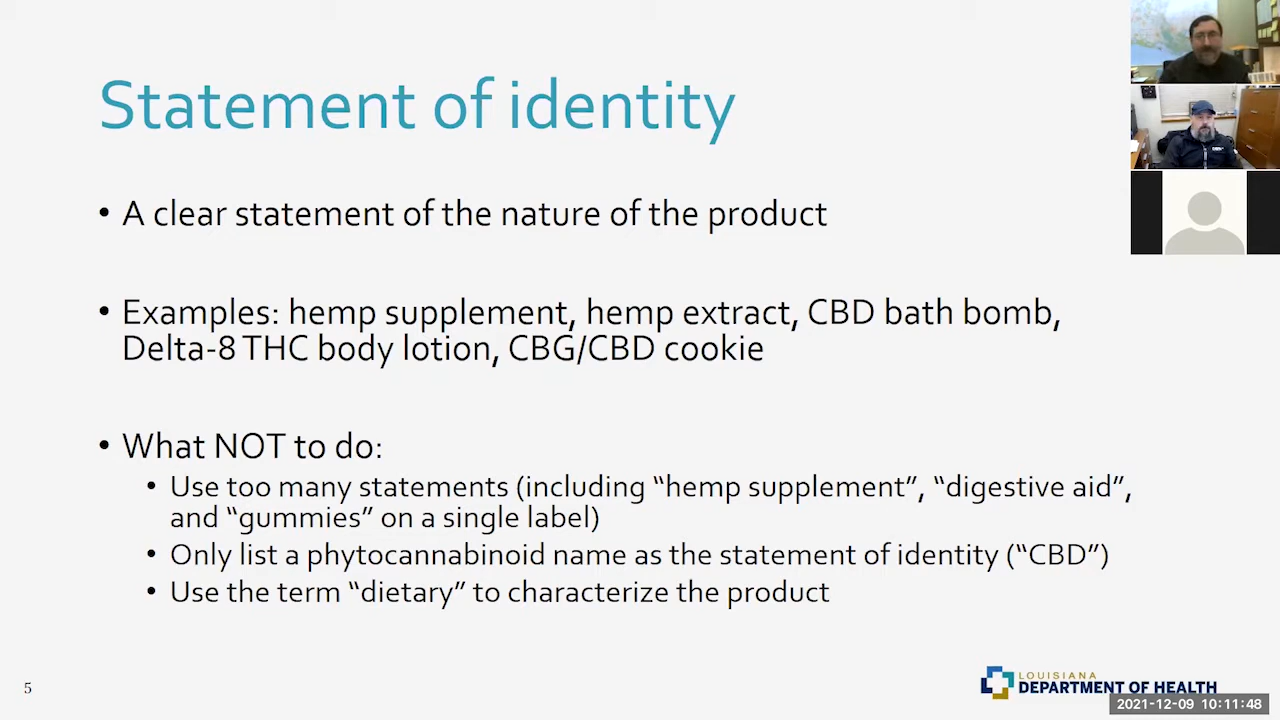 Statement of identity
• A clear statement of the nature of the product
• Examples: hemp supplement, hemp extract, CBD bath bomb,
Delta-8 THC body lotion, CBG/CBD cookie
• What NOT to do:
• Use too many statements (including “hemp supplement”, “digestive aid”,
and “gummies” on a single label)
• Only list a phytocannabinoid name as the statement of identity (“CBD”)
• Use the term “dietary” to characterize the product
5
LOUISIANA
DEPARTMENT OF HEALTH
2021-12-09 10:11:48